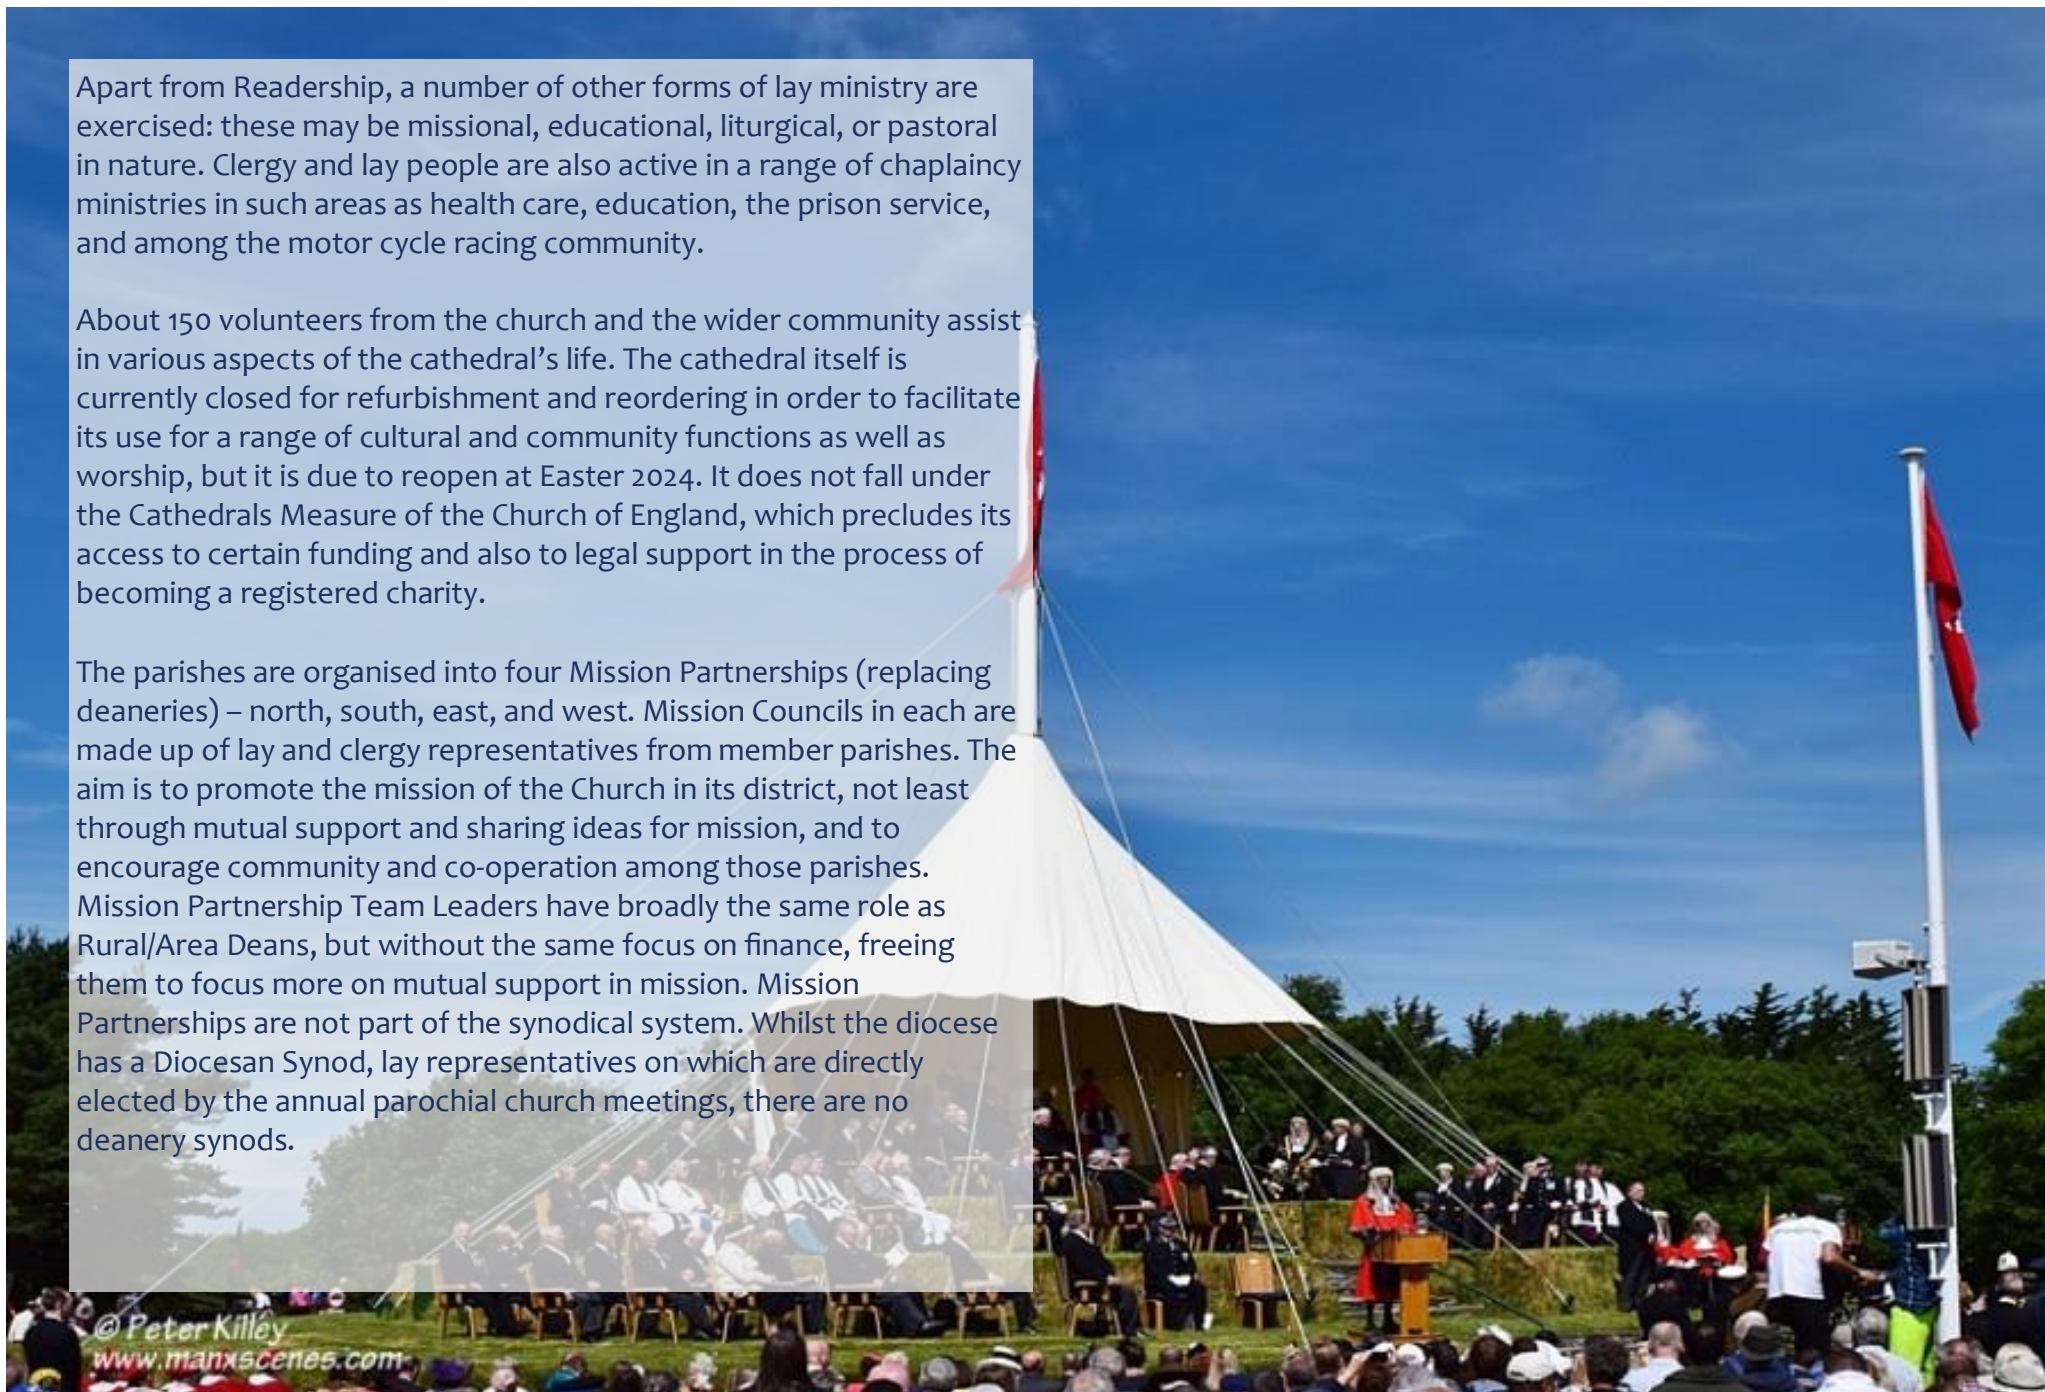 Apart from Readership, a number of other forms of lay ministry are
exercised: these may be missional, educational, liturgical, or pastoral
in nature. Clergy and lay people are also active in a range of chaplaincy
ministries in such areas as health care, education, the prison service,
and among the motor cycle racing community.
About 150 volunteers from the church and the wider community assist
in various aspects of the cathedral’s life. The cathedral itself is
currently closed for refurbishment and reordering in order to facilitate
its use for a range of cultural and community functions as well as
worship, but it is due to reopen at Easter 2024. It does not fall under
the Cathedrals Measure of the Church of England, which precludes its
access to certain funding and also to legal support in the process of
becoming a registered charity.
The parishes are organised into four Mission Partnerships (replacing
deaneries) – north, south, east, and west. Mission Councils in each are
made up of lay and clergy representatives from member parishes. The
aim is to promote the mission of the Church in its district, not least
through mutual support and sharing ideas for mission, and to
encourage community and co-operation among those parishes.
Mission Partnership Team Leaders have broadly the same role as
Rural/Area Deans, but without the same focus on finance, freeing
them to focus more on mutual support in mission. Mission
Partnerships are not part of the synodical system. Whilst the diocese
has a Diocesan Synod, lay representatives on which are directly
elected by the annual parochial church meetings, there are no
deanery synods.
© Peter Killey
www.manxscenes.com